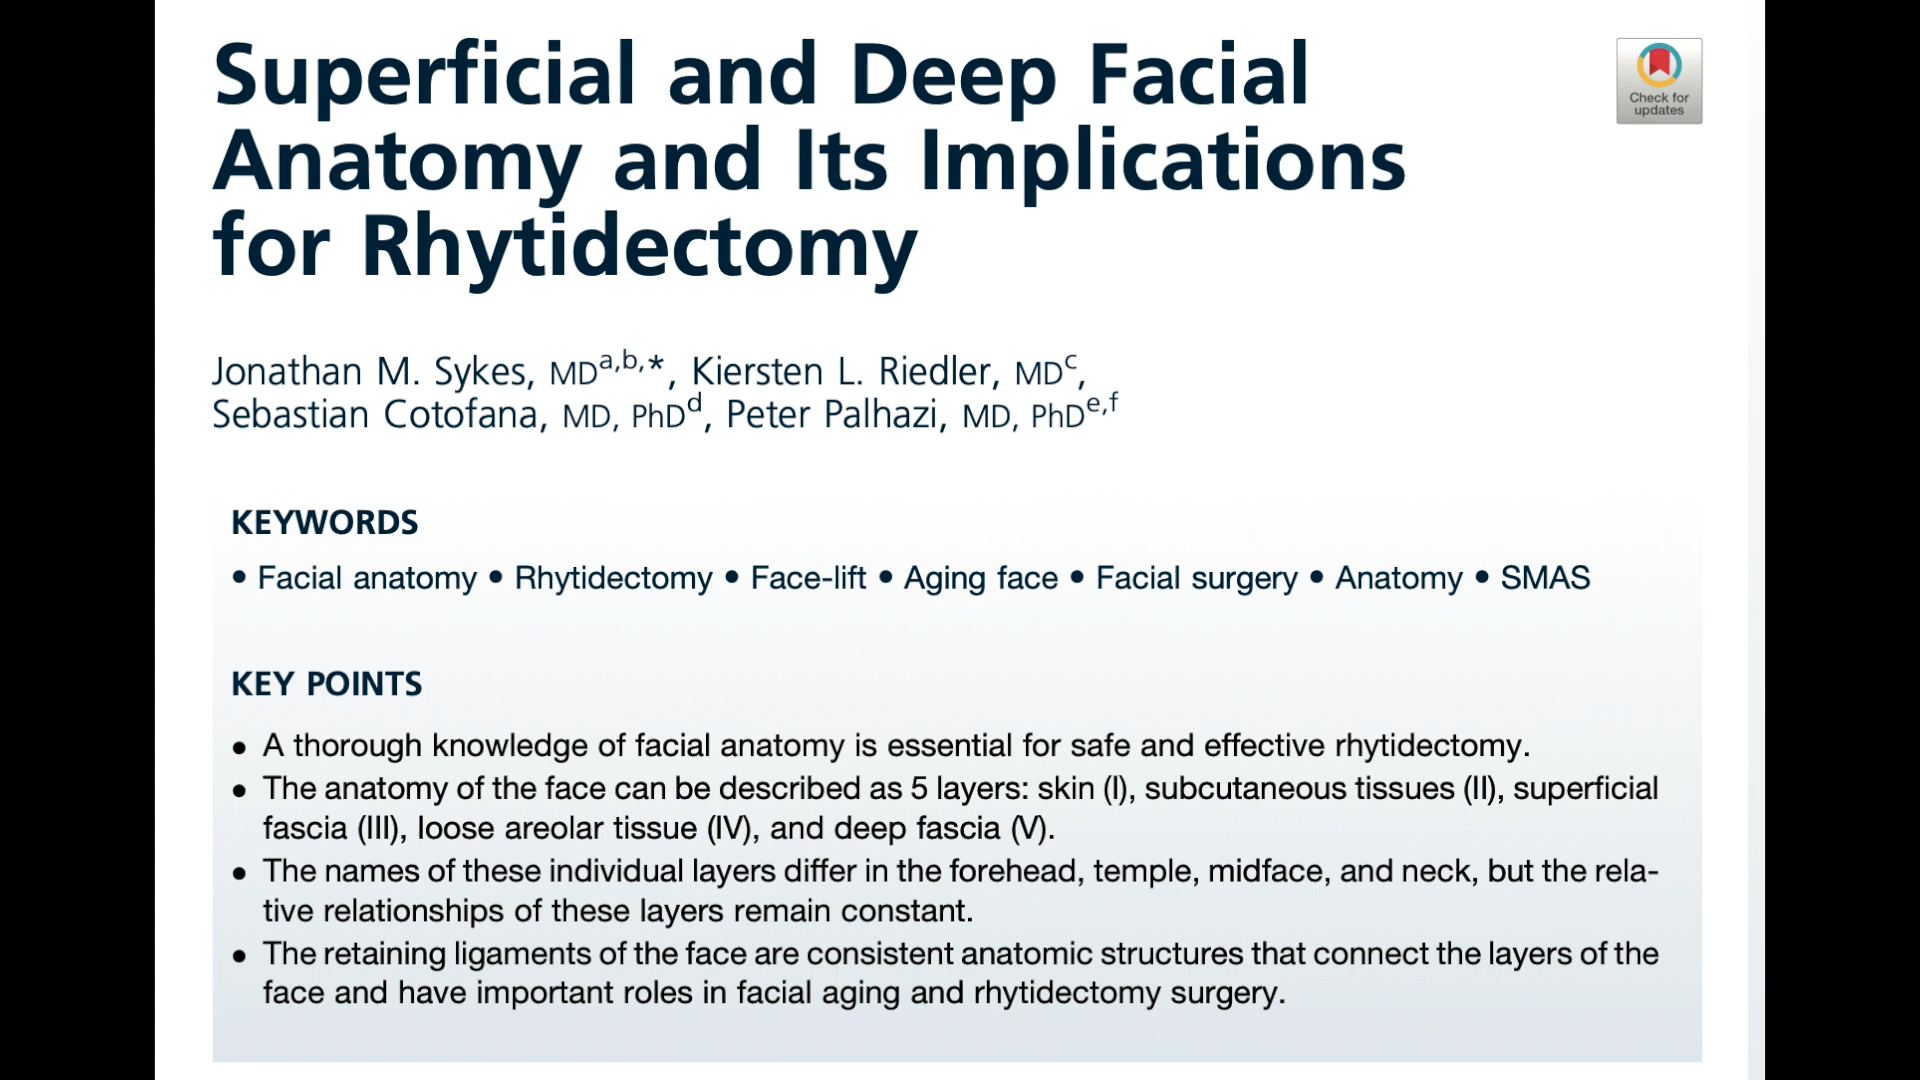 Superficial and Deep Facial
Anatomy and Its Implications
for Rhytidectomy
Check for
updates
Jonathan M. Sykes, MDa,b,*, Kiersten L. Riedler, MDc,
Sebastian Cotofana, MD, PhDd, Peter Palhazi, MD, PhDe,f
KEYWORDS
• Facial anatomy • Rhytidectomy • Face-lift • Aging face • Facial surgery • Anatomy • SMAS
KEY POINTS
• A thorough knowledge of facial anatomy is essential for safe and effective rhytidectomy.
• The anatomy of the face can be described as 5 layers: skin (I), subcutaneous tissues (II), superficial
fascia (III), loose areolar tissue (IV), and deep fascia (V).
• The names of these individual layers differ in the forehead, temple, midface, and neck, but the rela-
tive relationships of these layers remain constant.
• The retaining ligaments of the face are consistent anatomic structures that connect the layers of the
face and have important roles in facial aging and rhytidectomy surgery.